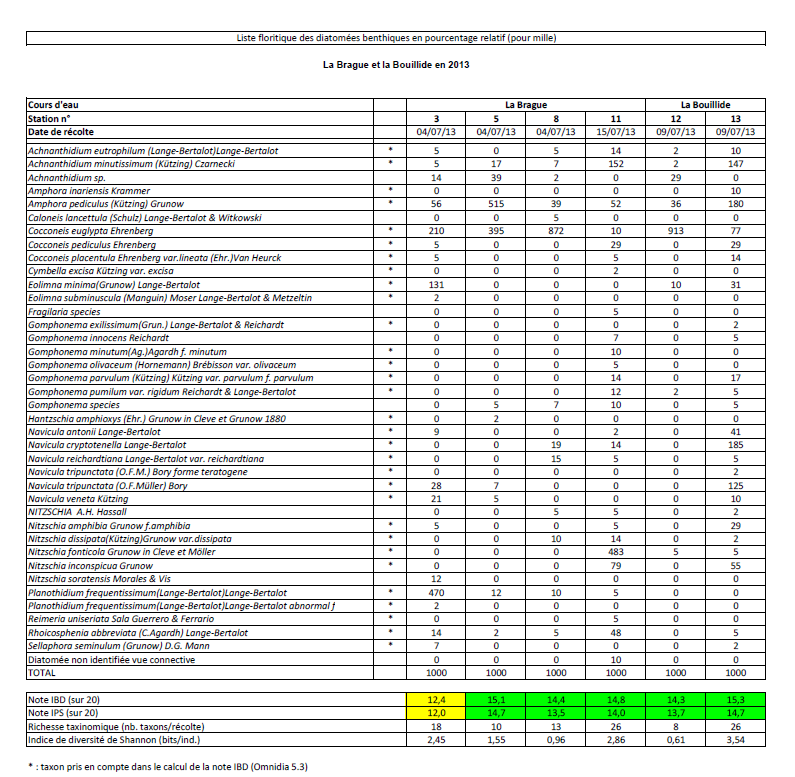 Liste floritique des diatomées benthiques en pourcentage relatif (pour mille)
La Brague et la Bouillide en 2013
Cours d'eau La Brague La Bouillide
Station n° 3 5 8 11 12 13
Date de récolte 04/07/13 04/07/13 04/07/13 15/07/13 09/07/13 09/07/13
Achnanthidium eutrophilum (Lange-Bertalot)Lange-Bertalot * 5 0 5 14 2 10
Achnanthidium minutissimum (Kützing) Czarnecki * 5 17 7 152 2 147
Achnanthidium sp. 14 39 2 0 29 0
Amphora inariensis Krammer * 0 0 0 0 0 10
Amphora pediculus (Kützing) Grunow * 56 515 39 52 36 180
Caloneis lancettula (Schulz) Lange-Bertalot & Witkowski 0 0 5 0 0 0
Cocconeis euglypta Ehrenberg * 210 395 872 10 913 77
Cocconeis pediculus Ehrenberg * 5 0 0 29 0 29
Cocconeis placentula Ehrenberg var.lineata (Ehr.)Van Heurck * 5 0 0 5 0 14
Cymbella excisa Kützing var. excisa * 0 0 0 2 0 0
Eolimna minima(Grunow) Lange-Bertalot * 131 0 0 0 10 31
Eolimna subminuscula (Manguin) Moser Lange-Bertalot & Metzeltin * 2 0 0 0 0 0
Fragilaria species 0 0 0 5 0 0
Gomphonema exilissimum(Grun.) Lange-Bertalot & Reichardt * 0 0 0 0 0 2
Gomphonema innocens Reichardt 0 0 0 7 0 5
Gomphonema minutum(Ag.)Agardh f. minutum * 0 0 0 10 0 0
Gomphonema olivaceum (Hornemann) Brébisson var. olivaceum * 0 0 0 5 0 0
Gomphonema parvulum (Kützing) Kützing var. parvulum f. parvulum * 0 0 0 14 0 17
Gomphonema pumilum var. rigidum Reichardt & Lange-Bertalot * 0 0 0 12 2 5
Gomphonema species 0 5 7 10 0 5
Hantzschia amphioxys (Ehr.) Grunow in Cleve et Grunow 1880 * 0 2 0 0 0 0
Navicula antonii Lange-Bertalot * 9 0 0 2 0 41
Navicula cryptotenella Lange-Bertalot * 0 0 19 14 0 185
Navicula reichardtiana Lange-Bertalot var. reichardtiana * 0 0 15 5 0 5
Navicula tripunctata (O.F.M.) Bory forme teratogene * 0 0 0 0 0 2
Navicula tripunctata (O.F.Müller) Bory * 28 7 0 0 0 125
Navicula veneta Kützing * 21 5 0 0 0 10
NITZSCHIA A.H. Hassall 0 0 5 5 0 2
Nitzschia amphibia Grunow f.amphibia * 5 0 0 5 0 29
Nitzschia dissipata(Kützing)Grunow var.dissipata * 0 0 10 14 0 2
Nitzschia fonticola Grunow in Cleve et Möller * 0 0 0 483 5 5
Nitzschia inconspicua Grunow * 0 0 0 79 0 55
Nitzschia soratensis Morales & Vis 12 0 0 0 0 0
Planothidium frequentissimum(Lange-Bertalot)Lange-Bertalot * 470 12 10 5 0 0
Planothidium frequentissimum(Lange-Bertalot)Lange-Bertalot abnormal f * 2 0 0 0 0 0
Reimeria uniseriata Sala Guerrero & Ferrario * 0 0 0 5 0 0
Rhoicosphenia abbreviata (C.Agardh) Lange-Bertalot * 14 2 5 48 0 5
Sellaphora seminulum (Grunow) D.G. Mann * 7 0 0 0 0 2
Diatomée non identifiée vue connective 0 0 0 10 0 0
TOTAL 1000 1000 1000 1000 1000 1000
Note IBD (sur 20) 12,4 15,1 14,4 14,8 14,3 15,3
Note IPS (sur 20) 12,0 14,7 13,5 14,0 13,7 14,7
Richesse taxinomique (nb. taxons/récolte) 18 10 13 26 8 26
Indice de diversité de Shannon (bits/ind.) 2,45 1,55 0,96 2,86 0,61 3,54
* : taxon pris en compte dans le calcul de la note IBD (Omnidia 5.3)